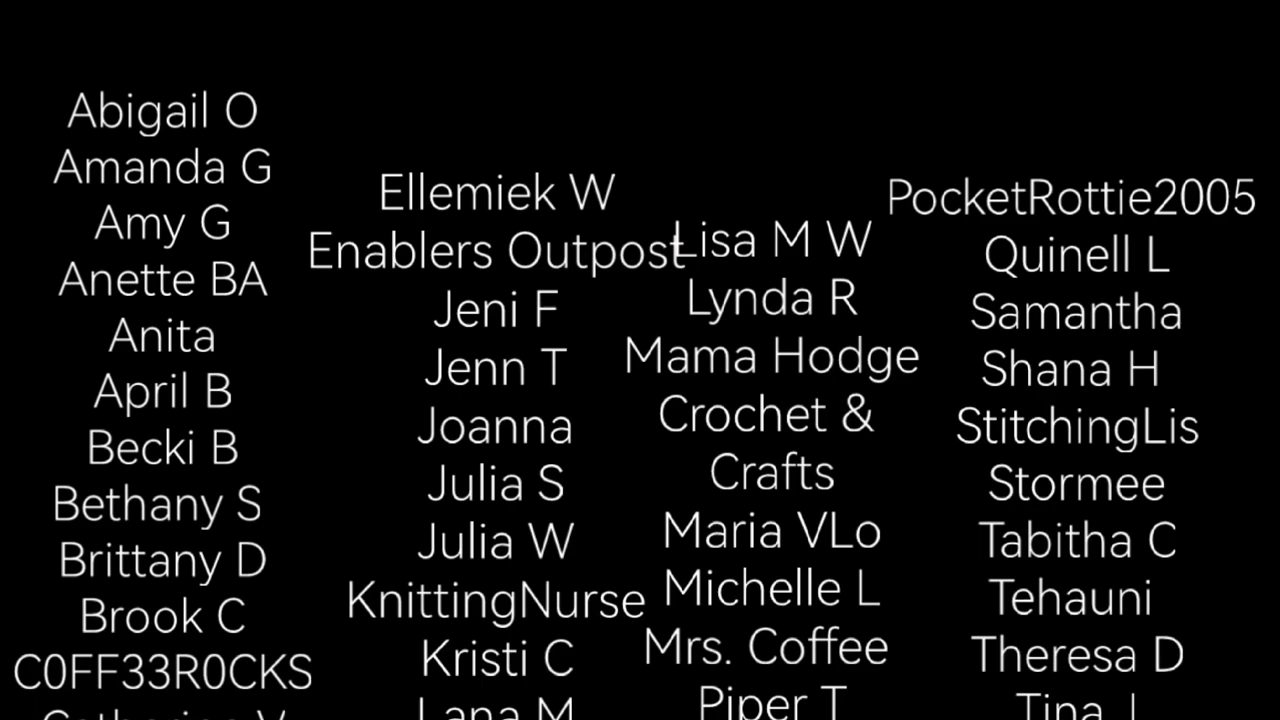 Abigail O
Amanda G
Amy G
Anette BA
Anita
April B
Becki B
Bethany S
Brittany D
Brook C
C0FF33R0CKS
Ellemiek W
Enablers Outpost
Jeni F
Jenn T
Joanna
Julia S
Julia W
KnittingNurse
Kristi C
Lana M
Lisa M W
Lynda R
Mama Hodge
Crochet &
Crafts
Maria VLo
Michelle L
Mrs. Coffee
Piper T
PocketRottie2005
Quinell L
Samantha
Shana H
StitchingLis
Stormee
Tabitha C
Tehauni
Theresa D
Tina